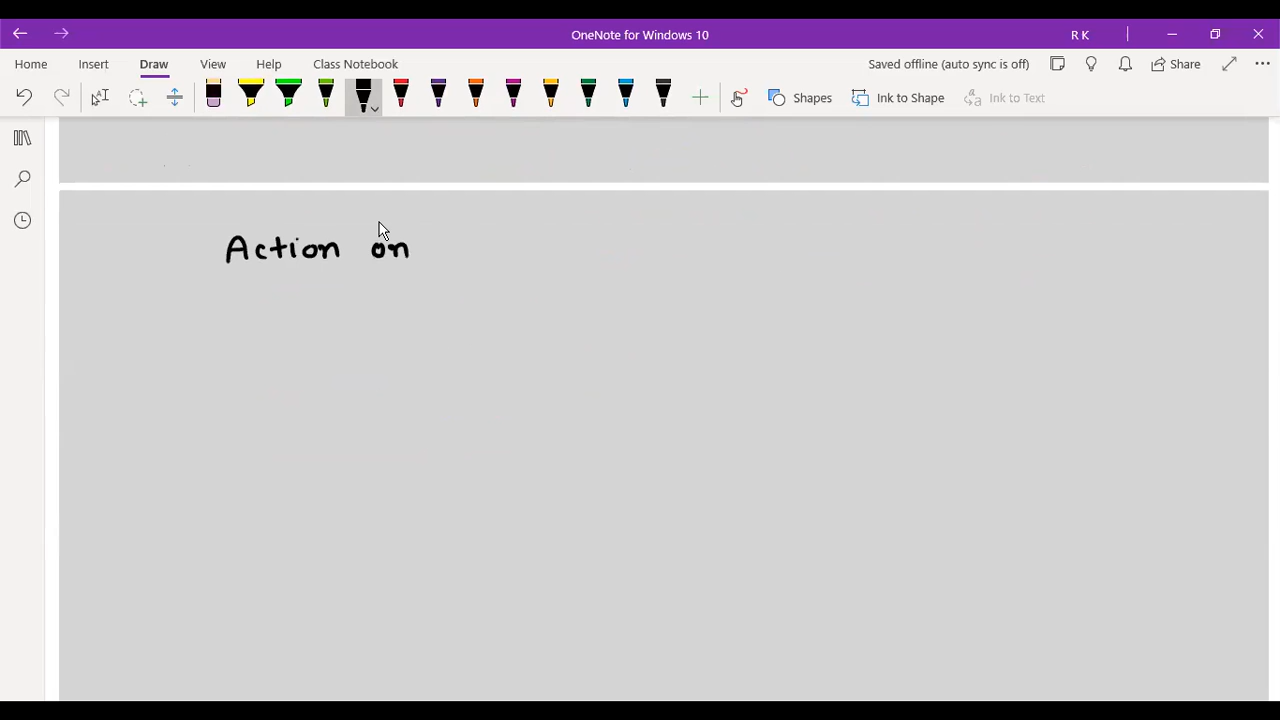 OneNote for Windows 10
R K
Home Insert Draw View Help Class Notebook
Saved offline (auto sync is off)
Share
Shapes
Ink to Shape
Ink to Text
Action on